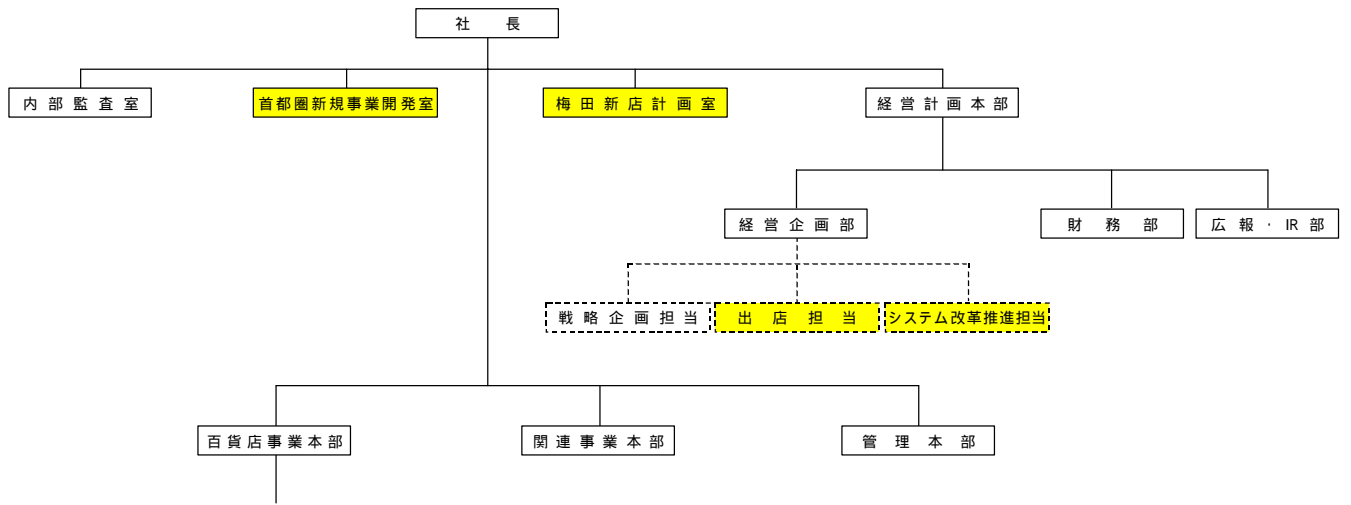 社長
内部監査室
首都圏新規事業開発室
梅田新店計画室
経営計画本部
経営企画部
財務部
広報・IR部
戦略企画担当
出店担当
システム改革推進担当
百貨店事業本部
関連事業本部
管理本部